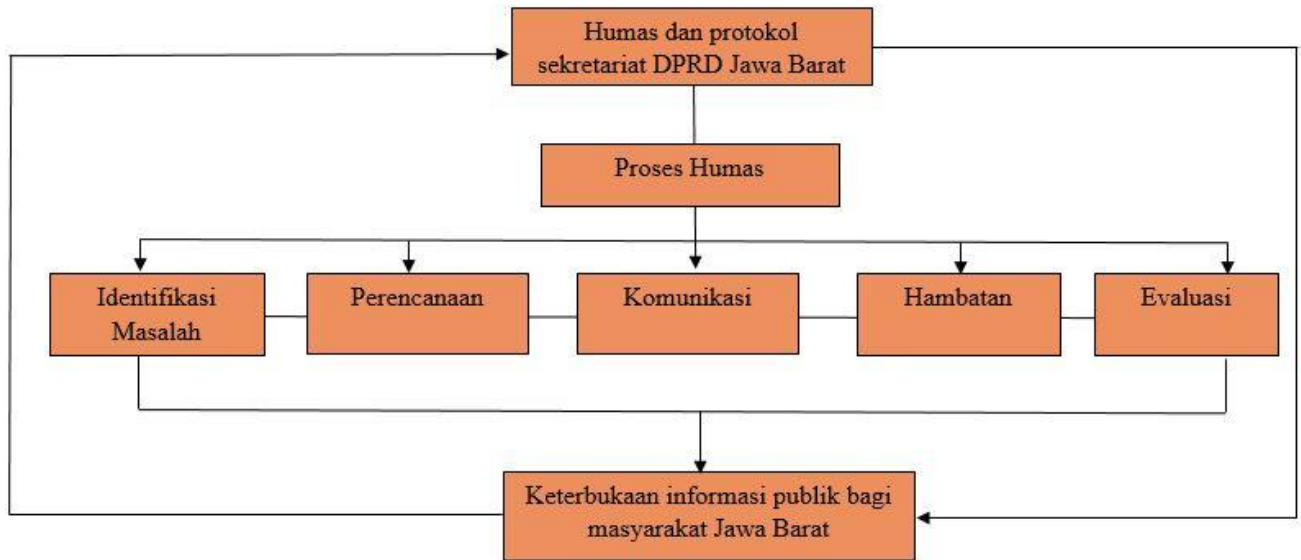 Humas dan protokol
sekretariat DPRD Jawa Barat
Proses Humas
Identifikasi
Masalah
Perencanaan
Komunikasi
Hambatan
Evaluasi
Keterbukaan informasi publik bagi
masyarakat Jawa Barat